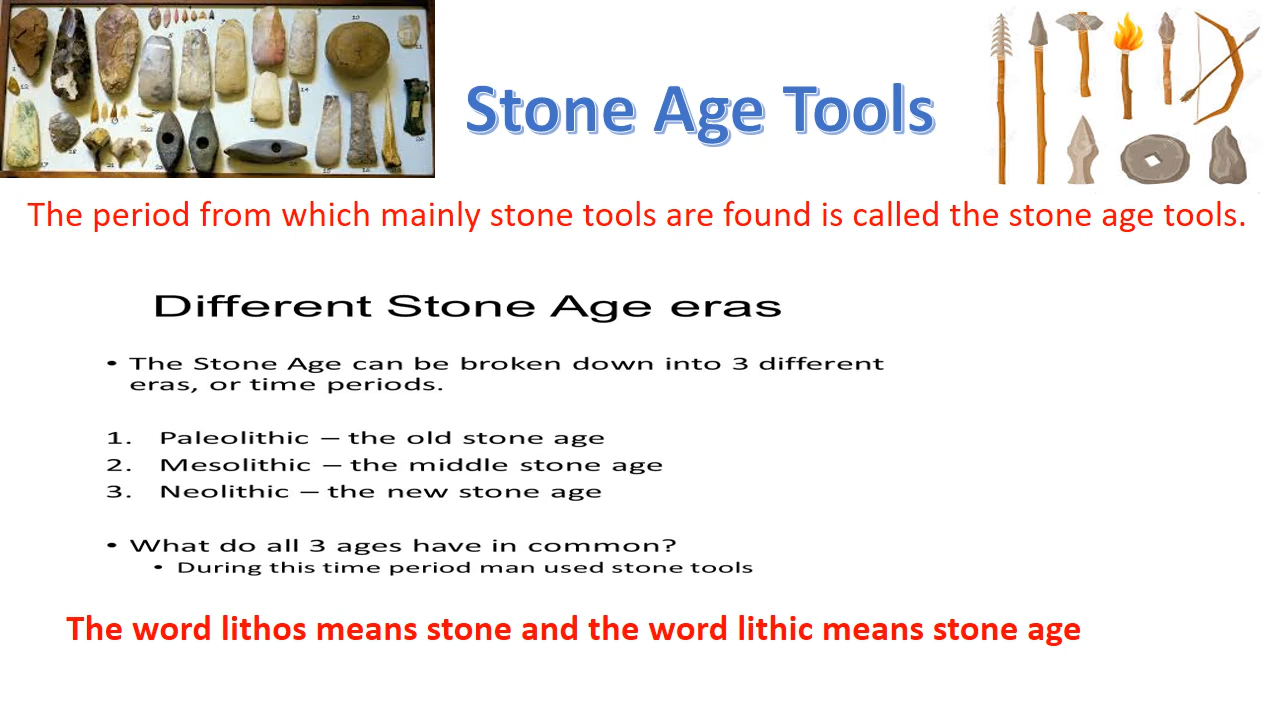 Stone Age Tools
The period from which mainly stone tools are found is called the stone age tools.
Different Stone Age eras
• The Stone Age can be broken down into 3 different
eras, or time periods.
1. Paleolithic – the old stone age
2. Mesolithic – the middle stone age
3. Neolithic – the new stone age
• What do all 3 ages have in common?
• During this time period man used stone tools
The word lithos means stone and the word lithic means stone age